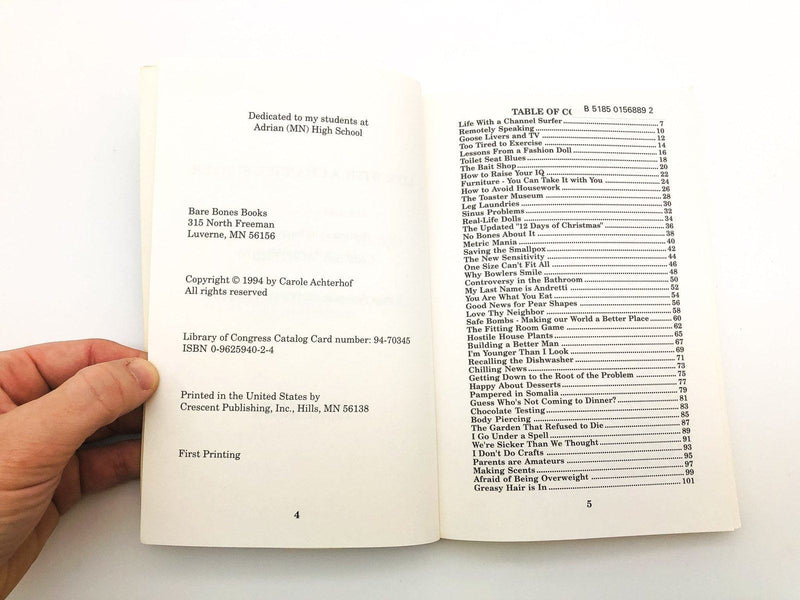 Dedicated to my students at
Adrian (MN) High School
Bare Bones Books
315 North Freeman
Luverne, MN 56156
Copyright © 1994 by Carole Achterhof
All rights reserved
Library of Congress Catalog Card number: 94-70345
ISBN 0-9625940-2-4
Printed in the United States by
Crescent Publishing, Inc., Hills, MN 56138
First Printing
4
TABLE OF CO B 5185 0156889 2
Life With a Channel Surfer 7
Remotely Speaking 10
Goose Livers and TV 12
Too Tired to Exercise 14
Lessons From a Fashion Doll 16
Toilet Seat Blues 18
The Bait Shop 20
How to Raise Your IQ 22
Furniture - You Can Take it With You 24
How to Avoid Housework 26
The Toaster Museum 28
Leg Laundries 30
Sinus Problems 32
Real-Life Dolls 34
The Updated "12 Days of Christmas" 36
No Bones About It 38
Metric Mania 40
Saving the Smallpox 42
The New Sensitivity 44
One Size Can't Fit All 46
Why Bowlers Smile 48
Controversy in the Bathroom 50
My Last Name is Andretti 52
You Are What You Eat 54
Good News for Pear Shapes 56
Love Thy Neighbor 58
Safe Bombs - Making our World a Better Place 60
The Fitting Room Game 62
Hostile House Plants 65
Building a Better Man 67
I'm Younger Than I Look 69
Recalling the Dishwasher 71
Chilling News 73
Getting Down to the Root of the Problem 75
Happy About Desserts 77
Pampered in Somalia 79
Guess Who's Not Coming to Dinner? 81
Chocolate Testing 83
Body Piercing 85
The Garden That Refused to Die 87
I Go Under a Spell 89
We're Sicker Than We Thought 91
I Don't Do Crafts 93
Parents are Amateurs 95
Making Scents 97
Afraid of Being Overweight 99
Greasy Hair is In 101
5